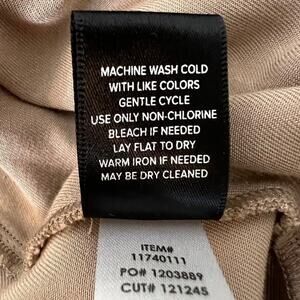 MACHINE WASH COLD
WITH LIKE COLORS
GENTLE CYCLE
USE ONLY NON-CHLORINE
BLEACH IF NEEDED
LAY FLAT TO DRY
WARM IRON IF NEEDED
MAY BE DRY CLEANED
ITEM#
11740111
PO# 1203889
CUT# 121245